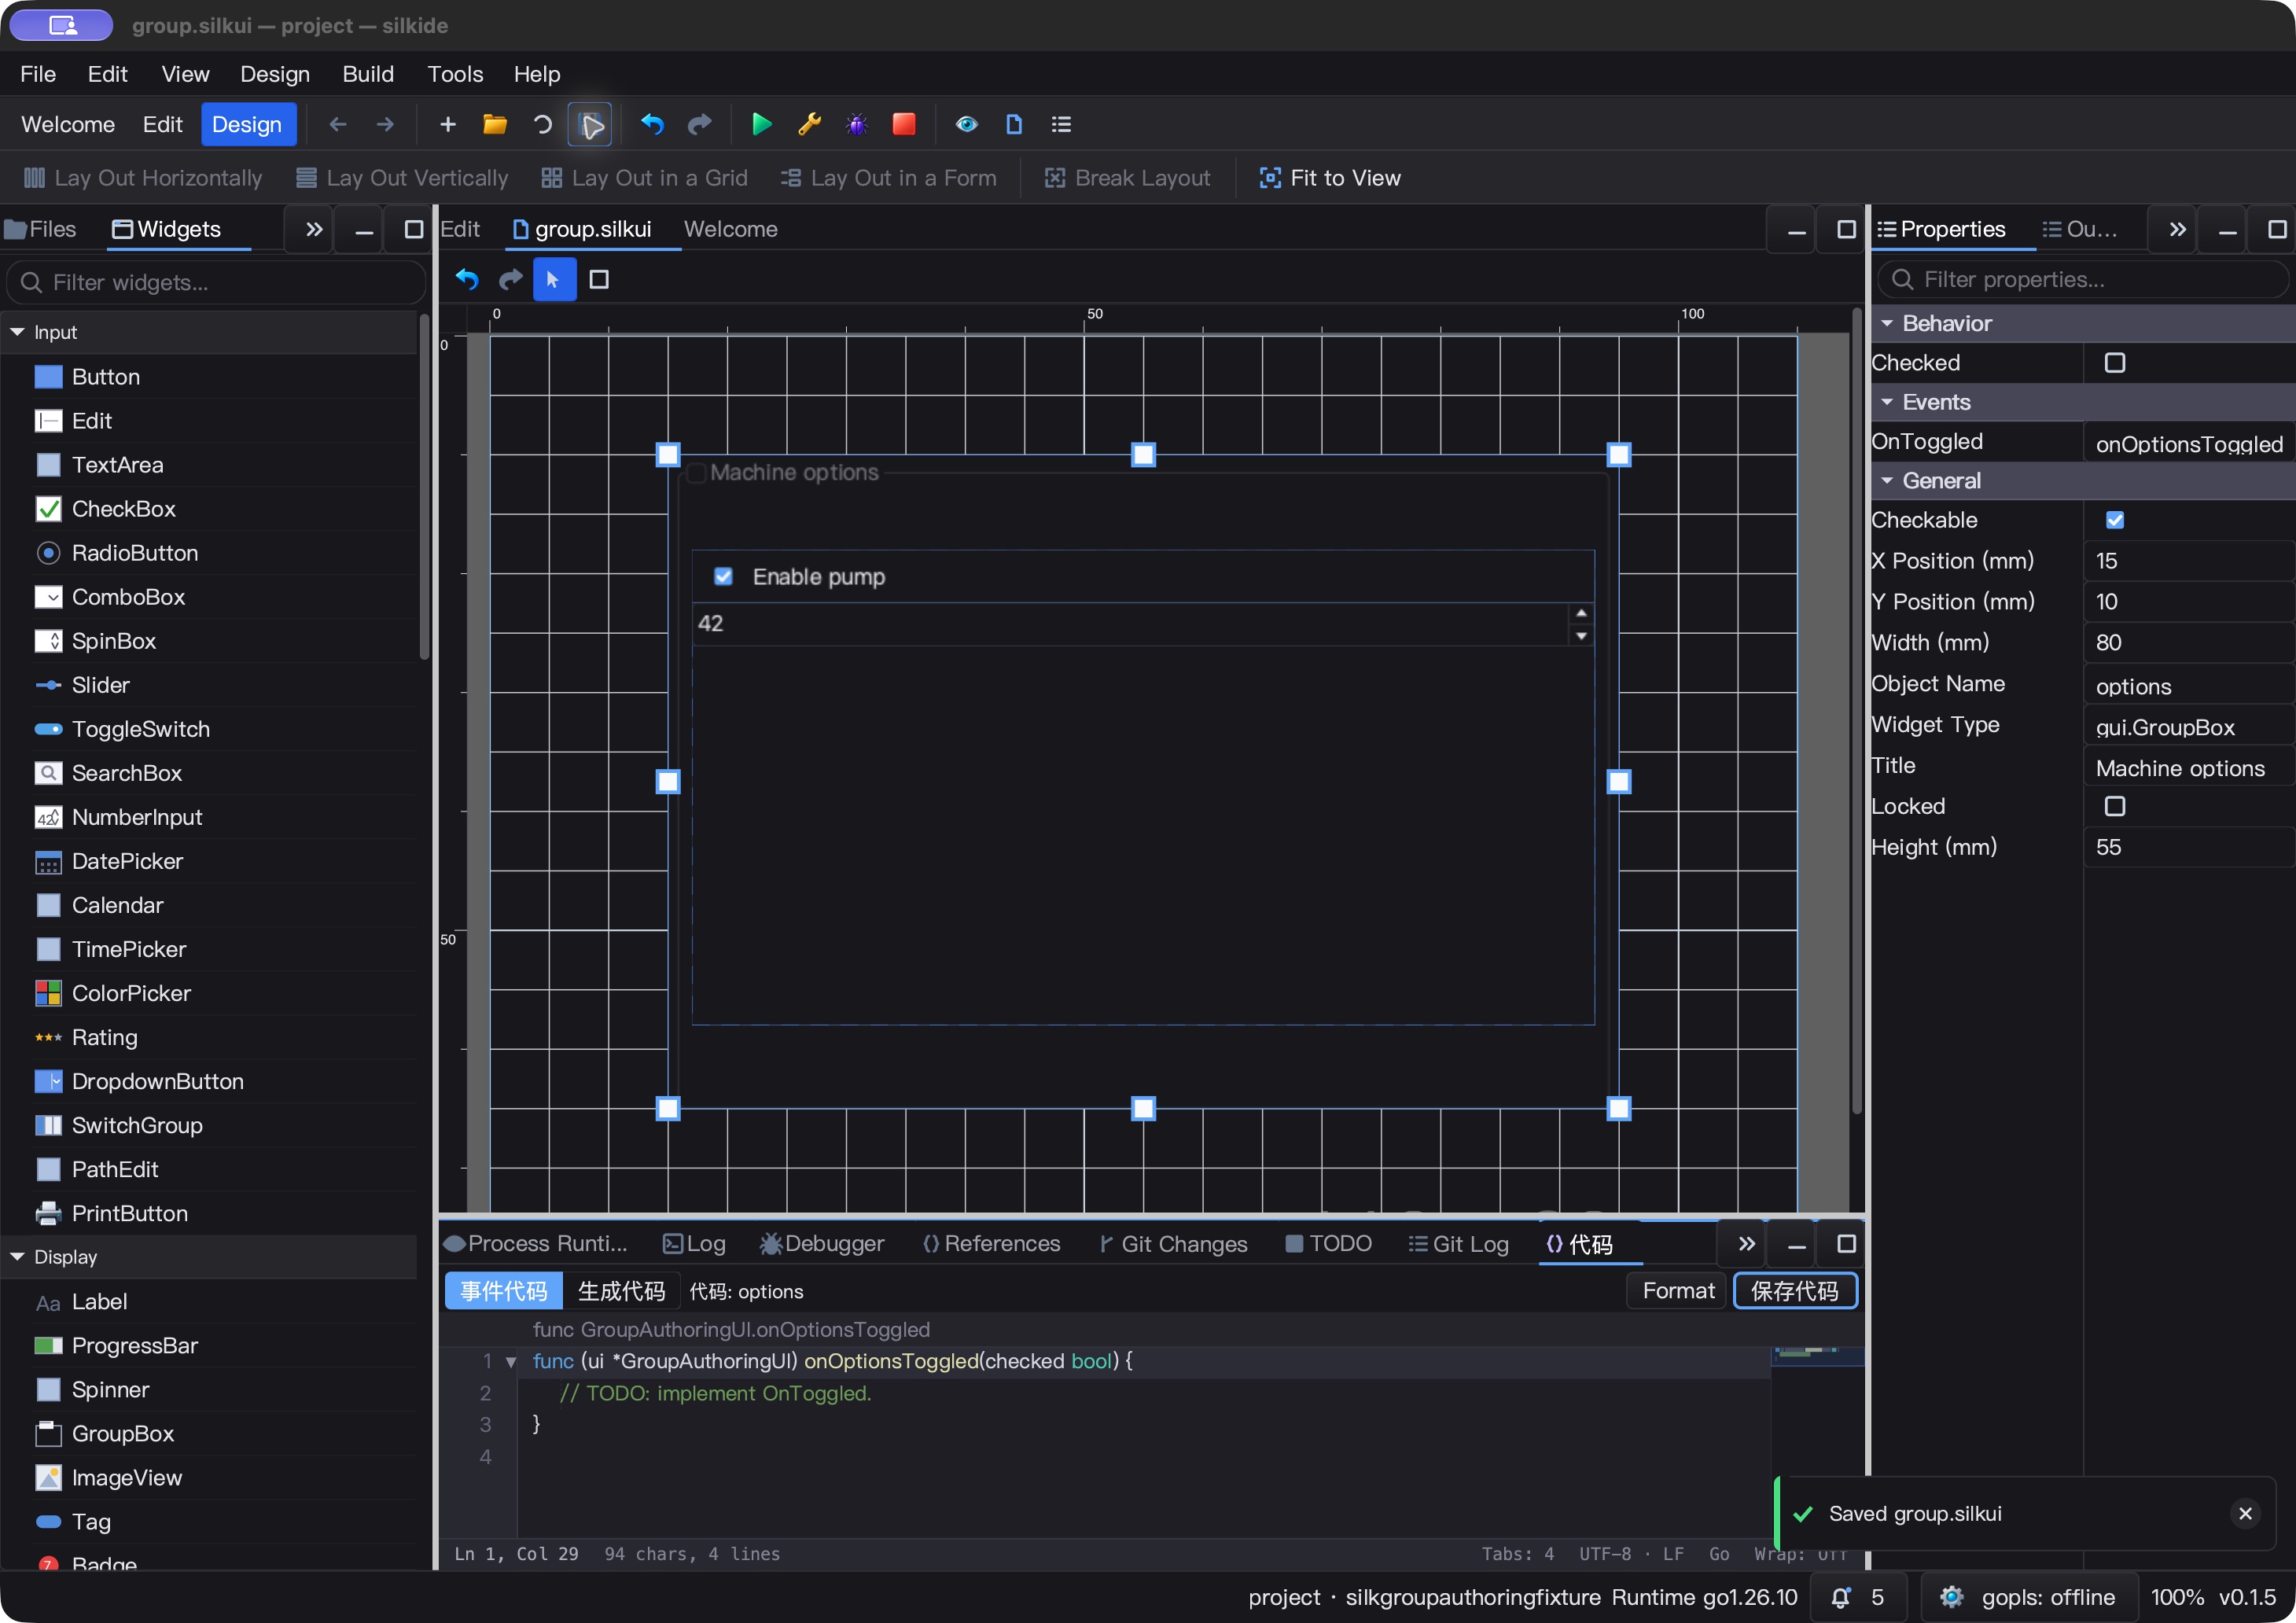 group.silkui — project — silkide
File Edit View Design Build Tools Help
Welcome Edit Design
Lay Out Horizontally Lay Out Vertically Lay Out in a Grid Lay Out in a Form Break Layout Fit to View
Files Widgets
Filter widgets...
Input
Button
Edit
TextArea
CheckBox
RadioButton
ComboBox
SpinBox
Slider
ToggleSwitch
SearchBox
NumberInput
DatePicker
Calendar
TimePicker
ColorPicker
Rating
DropdownButton
SwitchGroup
PathEdit
PrintButton
Display
Label
ProgressBar
Spinner
GroupBox
ImageView
Tag
Badge
Edit group.silkui Welcome
0 50 100
0
50
Machine options
Enable pump
42
Process Runti... Log Debugger References Git Changes TODO Git Log 代码
事件代码 生成代码 代码: options Format 保存代码
func GroupAuthoringUI.onOptionsToggled
1 func (ui *GroupAuthoringUI) onOptionsToggled(checked bool) {
2 // TODO: implement OnToggled.
3 }
4
Ln 1, Col 29 94 chars, 4 lines Tabs: 4 UTF-8 · LF Go Wrap: Off
Properties Ou...
Filter properties...
Behavior
Checked
Events
OnToggled onOptionsToggled
General
Checkable
X Position (mm) 15
Y Position (mm) 10
Width (mm) 80
Object Name options
Widget Type gui.GroupBox
Title Machine options
Locked
Height (mm) 55
Saved group.silkui
project · silkgroupauthoringfixture Runtime go1.26.10 5 gopls: offline 100% v0.1.5